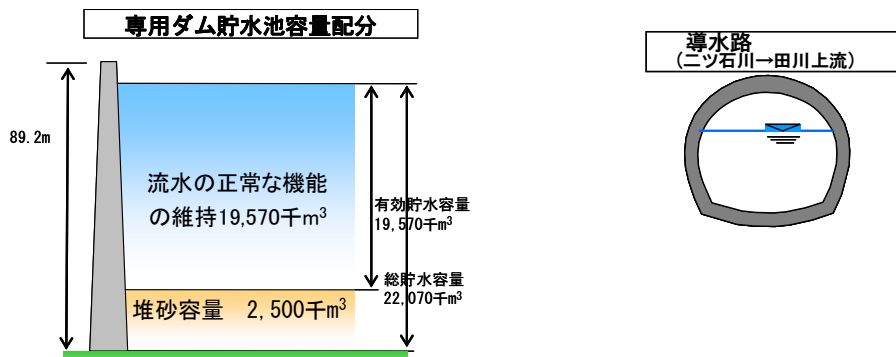 専用ダム貯水池容量配分
導水路
(二ツ石川→田川上流)
89.2m
流水の正常な機能
の維持19,570千m³
有効貯水容量
19,570千m³
総貯水容量
22,070千m³
堆砂容量 2,500千m³